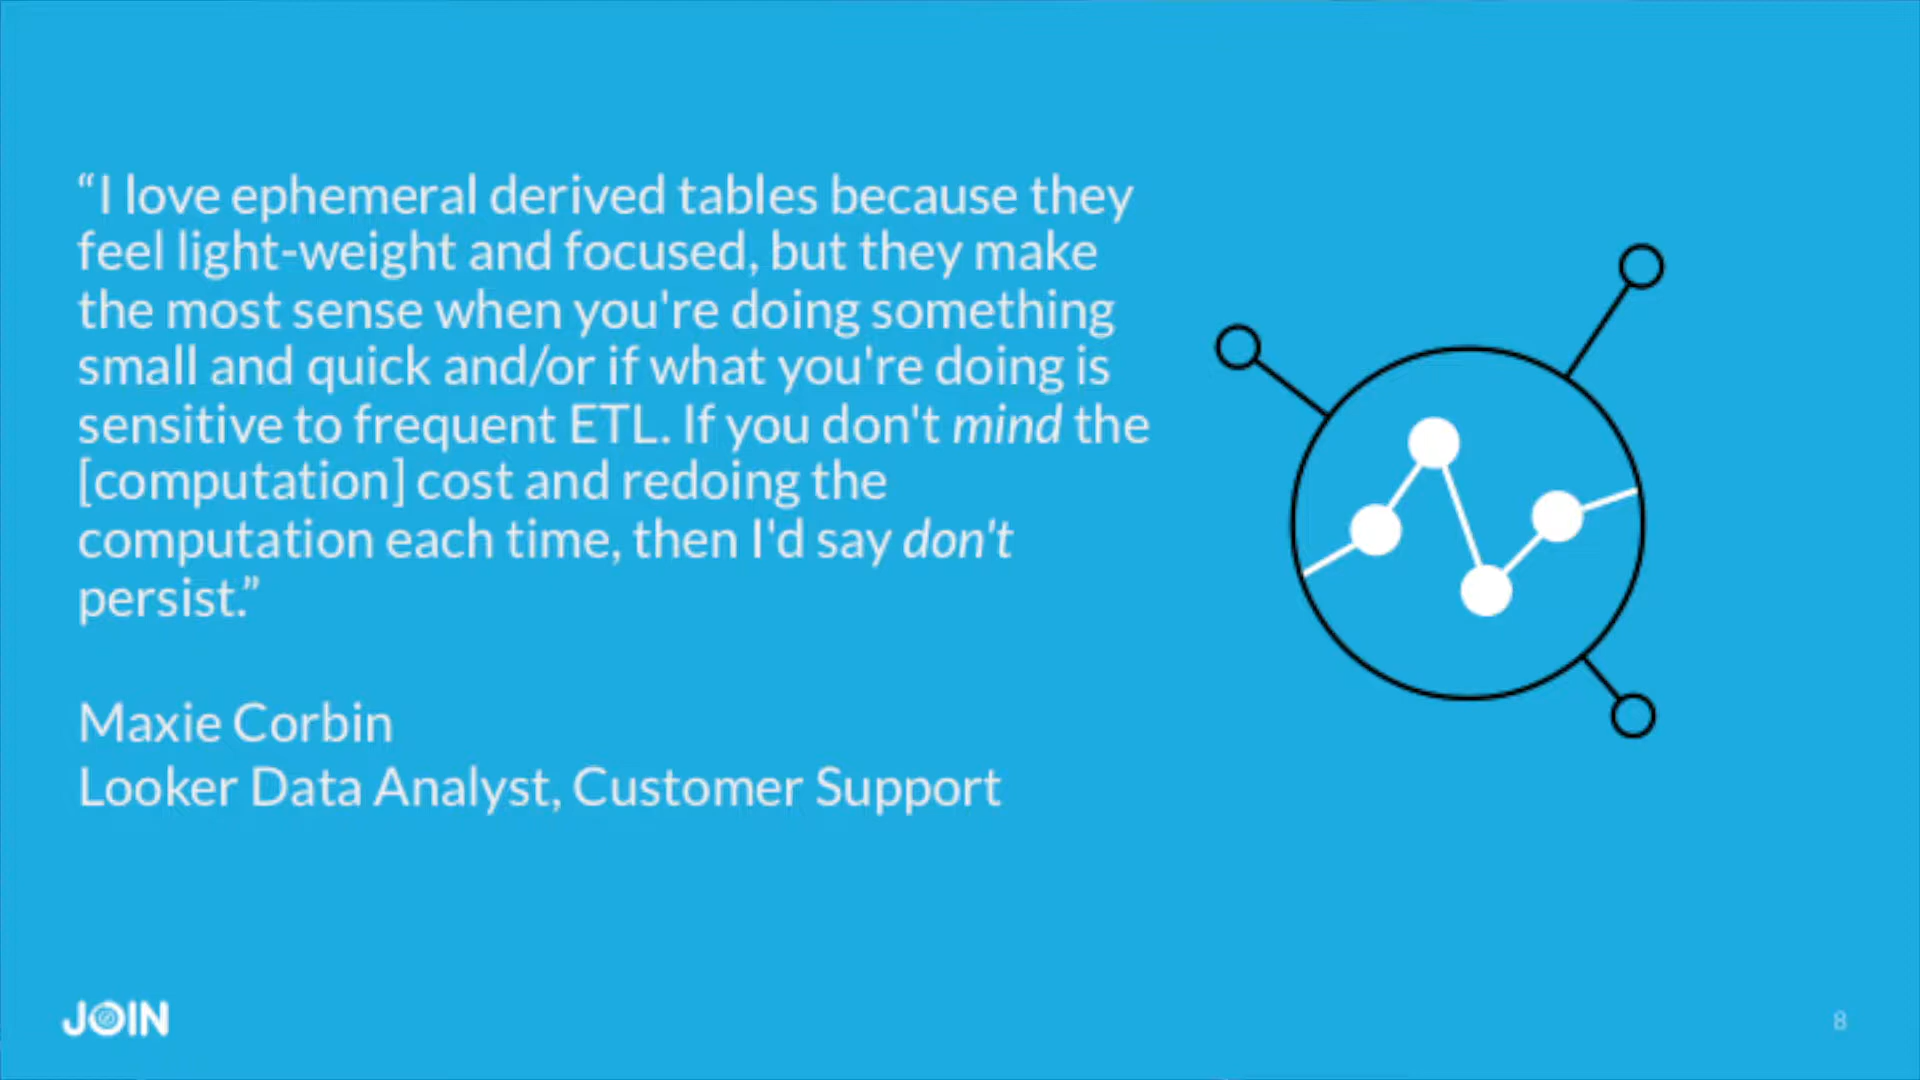 “I love ephemeral derived tables because they
feel light-weight and focused, but they make
the most sense when you're doing something
small and quick and/or if what you're doing is
sensitive to frequent ETL. If you don't mind the
[computation] cost and redoing the
computation each time, then I'd say don't
persist.”
Maxie Corbin
Looker Data Analyst, Customer Support
JOIN
8